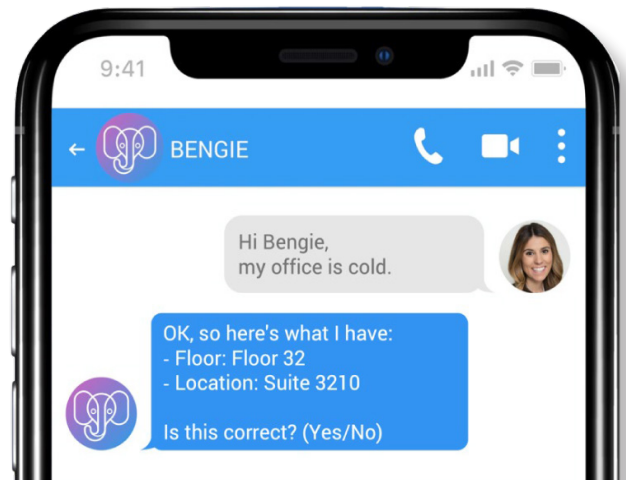 9:41
BENGIE
Hi Bengie,
my office is cold.
OK, so here's what I have:
- Floor: Floor 32
- Location: Suite 3210
Is this correct? (Yes/No)